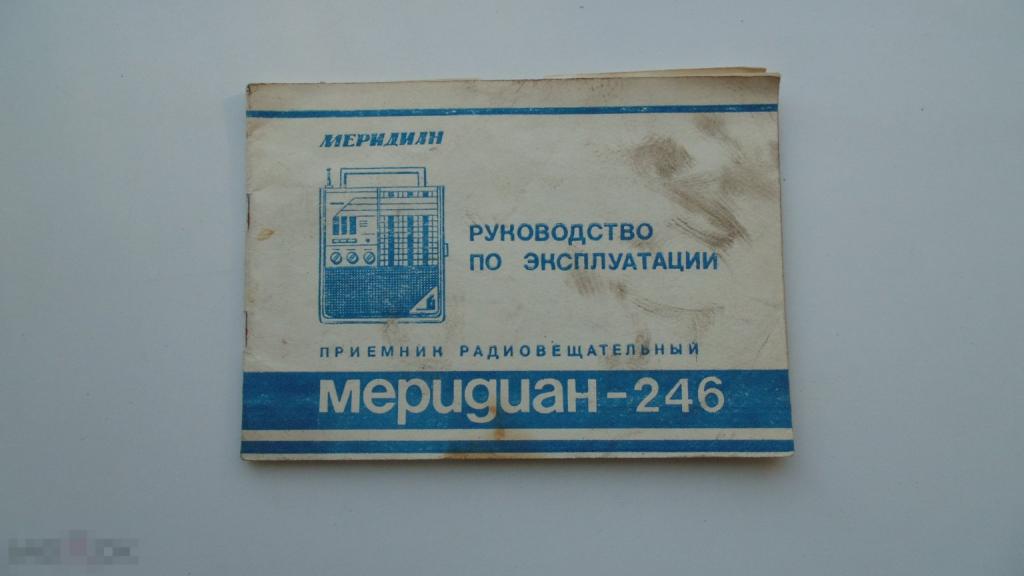 МЕРИДИАН
РУКОВОДСТВО
ПО ЭКСПЛУАТАЦИИ
ПРИЕМНИК РАДИОВЕЩАТЕЛЬНЫЙ
Меридиан-246